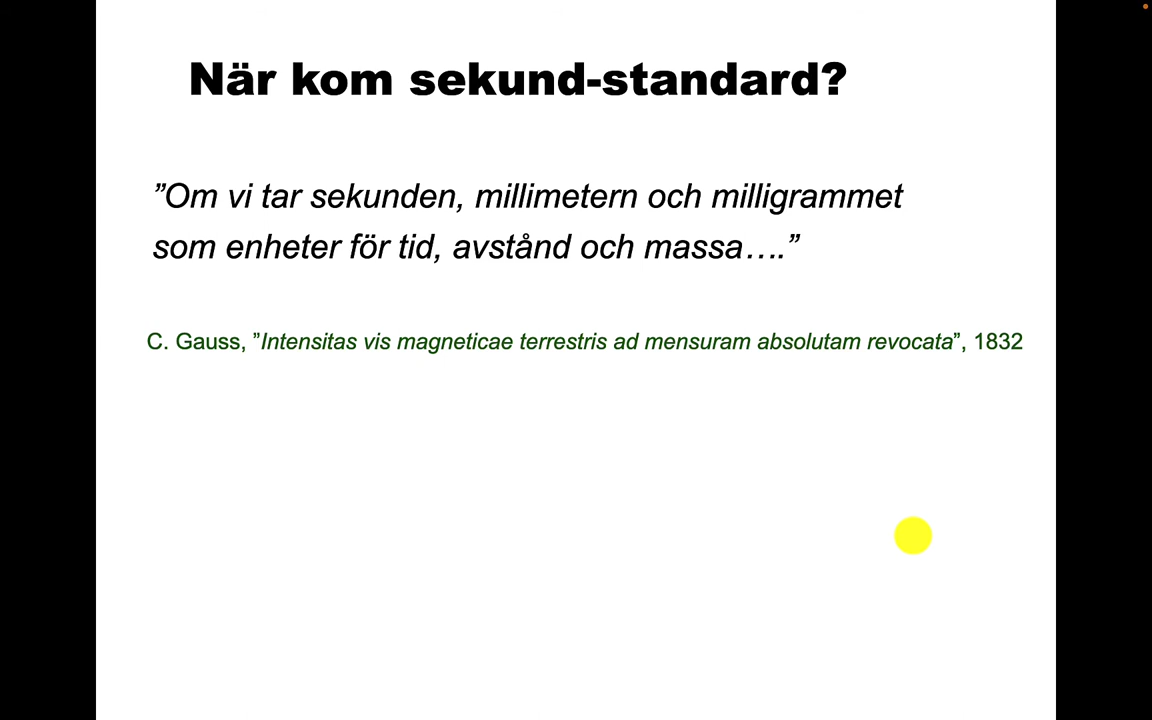 När kom sekund-standard?
”Om vi tar sekunden, millimetern och milligrammet
som enheter för tid, avstånd och massa….”
C. Gauss, ”Intensitas vis magneticae terrestris ad mensuram absolutam revocata”, 1832